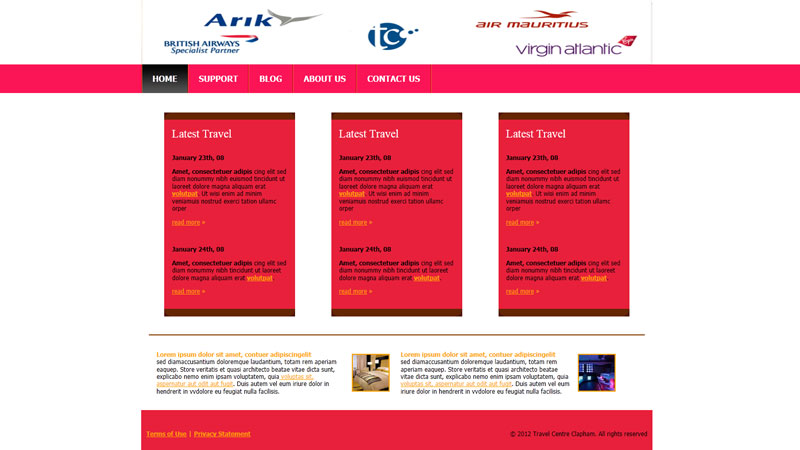 Arik
BRITISH AIRWAYS
Specialist Partner
TC
AIR MAURITIUS
virgin atlantic
HOME SUPPORT BLOG ABOUT US CONTACT US
Latest Travel
January 23th, 08
Amet, consectetuer adipis cing elit sed
diam nonummy nibh euismod tincidunt ut
laoreet dolore magna aliquam erat
volutpat. Ut wisi enim ad minim
veniamuis nostrud exerci tation ullamc
orper
read more »
January 24th, 08
Amet, consectetuer adipis cing elit sed
diam nonummy nibh tincidunt ut laoreet
dolore magna aliquam erat volutpat.
read more »
Latest Travel
January 23th, 08
Amet, consectetuer adipis cing elit sed
diam nonummy nibh euismod tincidunt ut
laoreet dolore magna aliquam erat
volutpat. Ut wisi enim ad minim
veniamuis nostrud exerci tation ullamc
orper
read more »
January 24th, 08
Amet, consectetuer adipis cing elit sed
diam nonummy nibh tincidunt ut laoreet
dolore magna aliquam erat volutpat.
read more »
Latest Travel
January 23th, 08
Amet, consectetuer adipis cing elit sed
diam nonummy nibh euismod tincidunt ut
laoreet dolore magna aliquam erat
volutpat. Ut wisi enim ad minim
veniamuis nostrud exerci tation ullamc
orper
read more »
January 24th, 08
Amet, consectetuer adipis cing elit sed
diam nonummy nibh tincidunt ut laoreet
dolore magna aliquam erat volutpat.
read more »
Lorem ipsum dolor sit amet, contuer adipiscingelit
sed diamaccusantium doloremque laudantium, totam rem aperiam
eaquep. Store veritatis et quasi architecto beatae vitae dicta sunt,
explicabo nemo enim ipsam voluptatem, quia voluptas sit,
aspernatur aut odit aut fugit. Duis autem vel eum iriure dolor in
hendrerit in vvdolore eu feugiat nulla facilisis.
Lorem ipsum dolor sit amet, contuer adipiscingelit
sed diamaccusantium doloremque laudantium, totam rem
aperiam eaquep. Store veritatis et quasi architecto beatae
vitae dicta sunt, explicabo nemo enim ipsam voluptatem, quia
voluptas sit, aspernatur aut odit aut fugit. Duis autem vel eum
iriure dolor in hendrerit in vvdolore eu feugiat nulla facilisis.
Terms of Use | Privacy Statement
© 2012 Travel Centre Clapham. All rights reserved